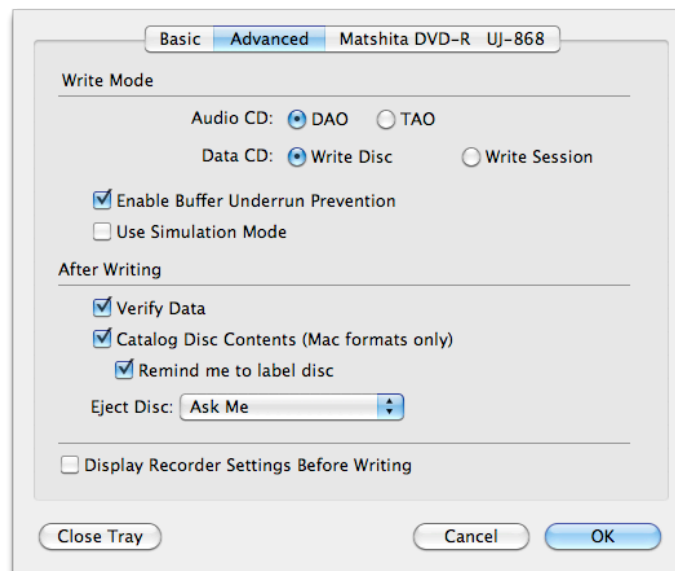 Basic Advanced Matshita DVD-R UJ-868
Write Mode
Audio CD: DAO TAO
Data CD: Write Disc Write Session
Enable Buffer Underrun Prevention
Use Simulation Mode
After Writing
Verify Data
Catalog Disc Contents (Mac formats only)
Remind me to label disc
Eject Disc: Ask Me
Display Recorder Settings Before Writing
Close Tray Cancel OK